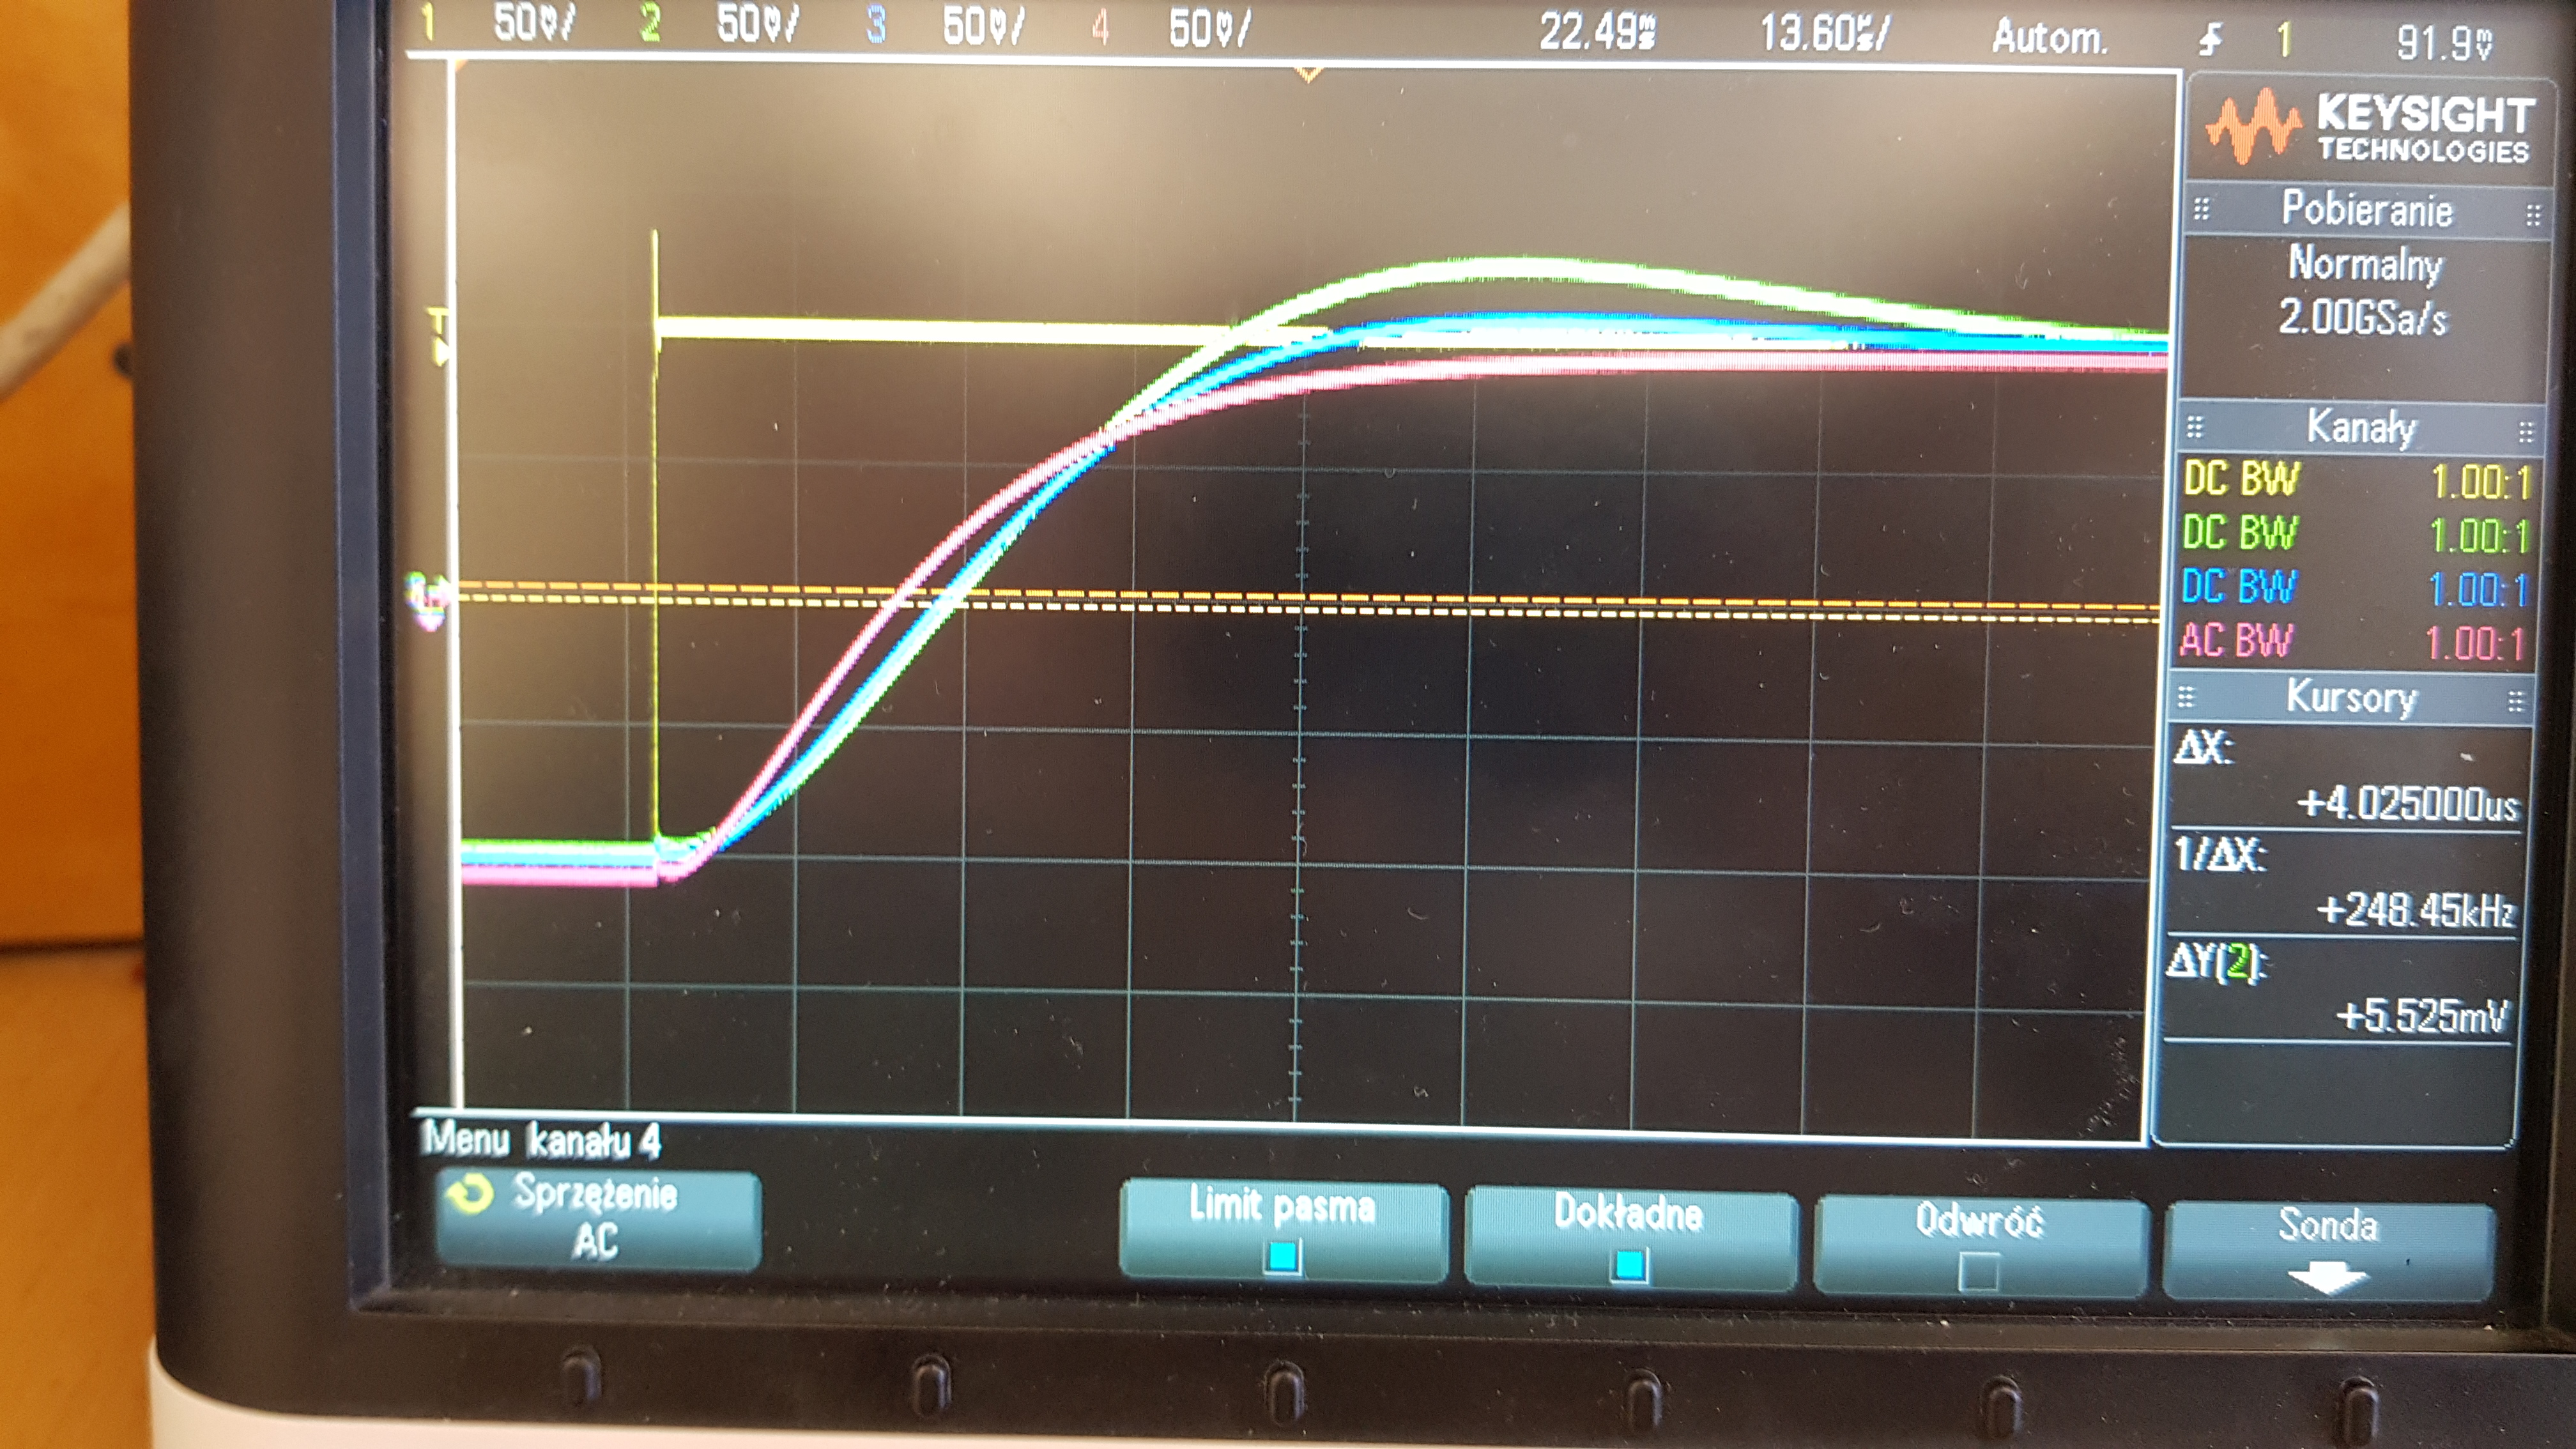 1 50mV/ 2 50mV/ 3 50mV/ 4 50mV/ 22.49ms 13.60us/ Autom. 1 91.9mV
KEYSIGHT
TECHNOLOGIES
Pobieranie
Normalny
2.00GSa/s
Kanały
DC BW 1.00:1
DC BW 1.00:1
DC BW 1.00:1
AC BW 1.00:1
Kursory
ΔX:
+4.025000us
1/ΔX:
+248.45kHz
ΔY(2):
+5.525mV
T
Menu kanału 4
Sprzężenie
AC
Limit pasma
Dokładne
Odwróć
Sonda